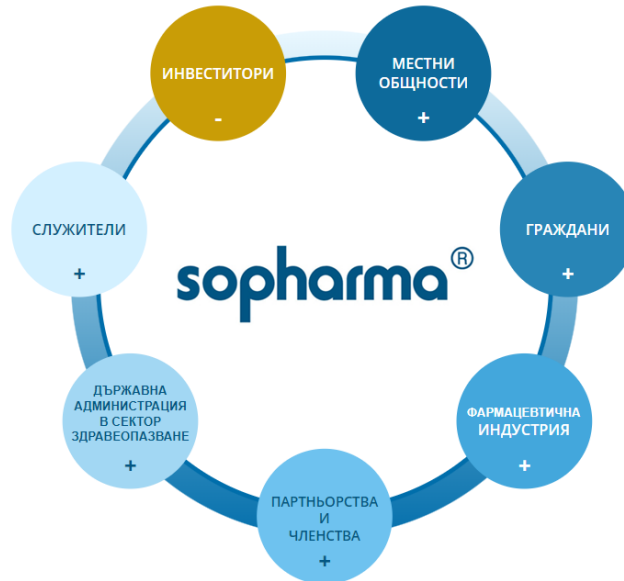 ИНВЕСТИТОРИ
-
МЕСТНИ
ОБЩНОСТИ
+
ГРАЖДАНИ
+
ФАРМАЦЕВТИЧНА
ИНДУСТРИЯ
+
ПАРТНЬОРСТВА
И
ЧЛЕНСТВА
+
ДЪРЖАВНА
АДМИНИСТРАЦИЯ
В СЕКТОР
ЗДРАВЕОПАЗВАНЕ
+
СЛУЖИТЕЛИ
+
sopharma®